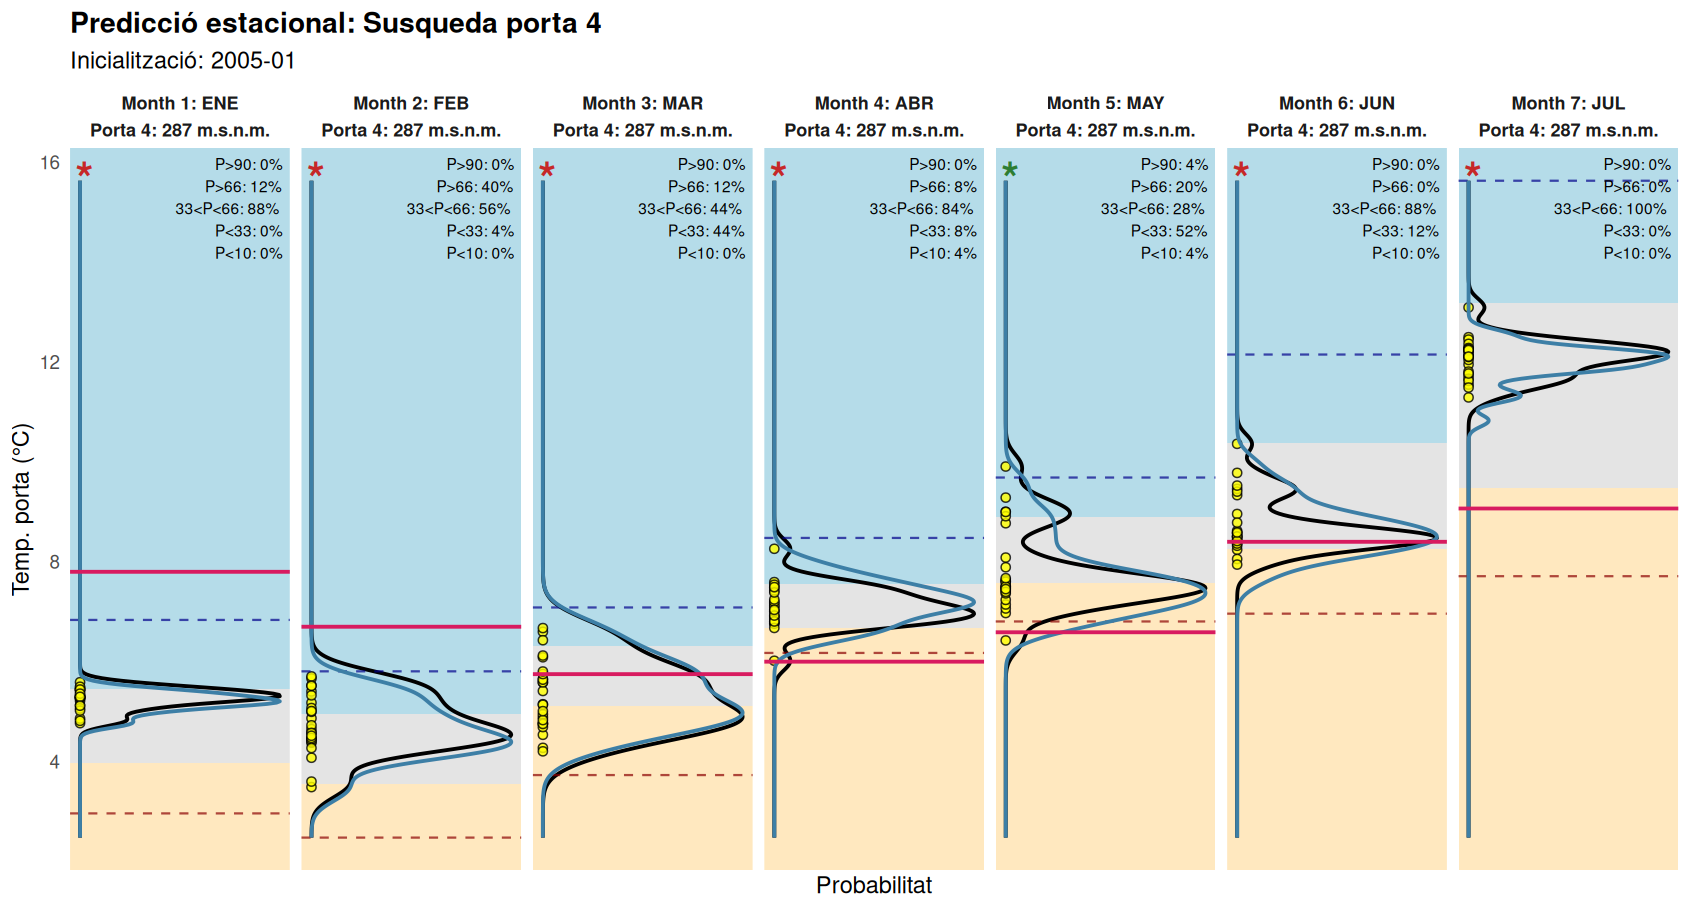 Predicció estacional: Susqueda porta 4
Inicialització: 2005-01
Month 1: ENE
Porta 4: 287 m.s.n.m.
Month 2: FEB
Porta 4: 287 m.s.n.m.
Month 3: MAR
Porta 4: 287 m.s.n.m.
Month 4: ABR
Porta 4: 287 m.s.n.m.
Month 5: MAY
Porta 4: 287 m.s.n.m.
Month 6: JUN
Porta 4: 287 m.s.n.m.
Month 7: JUL
Porta 4: 287 m.s.n.m.
*
P>90: 0%
P>66: 12%
33<P<66: 88%
P<33: 0%
P<10: 0%
*
P>90: 0%
P>66: 40%
33<P<66: 56%
P<33: 4%
P<10: 0%
*
P>90: 0%
P>66: 12%
33<P<66: 44%
P<33: 44%
P<10: 0%
*
P>90: 0%
P>66: 8%
33<P<66: 84%
P<33: 8%
P<10: 4%
*
P>90: 4%
P>66: 20%
33<P<66: 28%
P<33: 52%
P<10: 4%
*
P>90: 0%
P>66: 0%
33<P<66: 88%
P<33: 12%
P<10: 0%
*
P>90: 0%
P>66: 0%
33<P<66: 100%
P<33: 0%
P<10: 0%
16
12
8
4
Temp. porta (°C)
Probabilitat